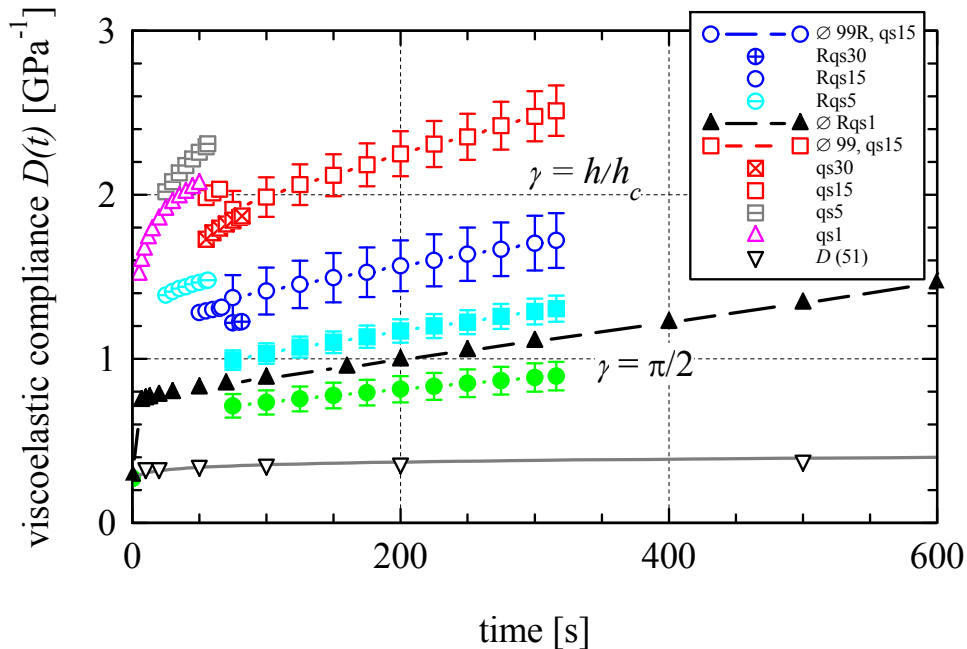 viscoelastic compliance D(t) [GPa⁻¹]
3
2
1
0
0
200
400
600
time [s]
γ = h/h_c
γ = π/2
∅ 99R, qs15
Rqs30
Rqs15
Rqs5
∅ Rqs1
∅ 99, qs15
qs30
qs15
qs5
qs1
D (51)